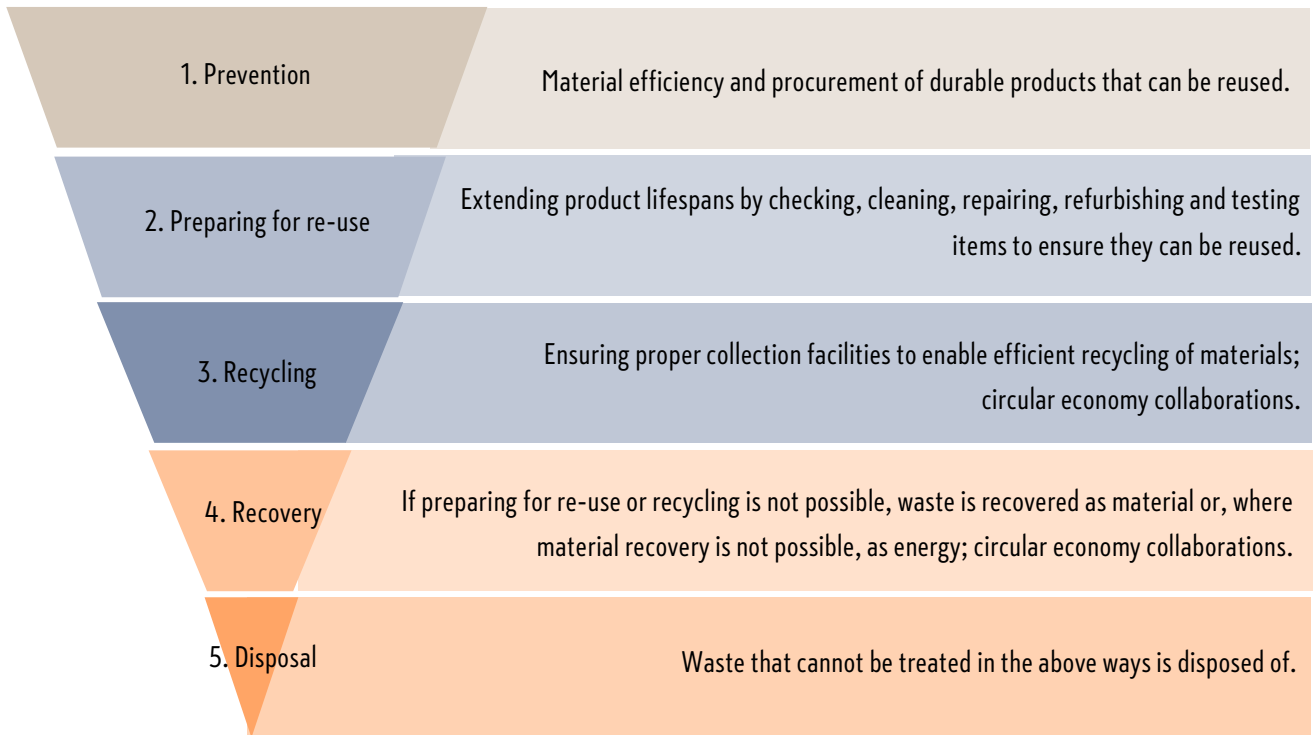 1. Prevention
Material efficiency and procurement of durable products that can be reused.
2. Preparing for re-use
Extending product lifespans by checking, cleaning, repairing, refurbishing and testing
items to ensure they can be reused.
3. Recycling
Ensuring proper collection facilities to enable efficient recycling of materials;
circular economy collaborations.
4. Recovery
If preparing for re-use or recycling is not possible, waste is recovered as material or, where
material recovery is not possible, as energy; circular economy collaborations.
5. Disposal
Waste that cannot be treated in the above ways is disposed of.